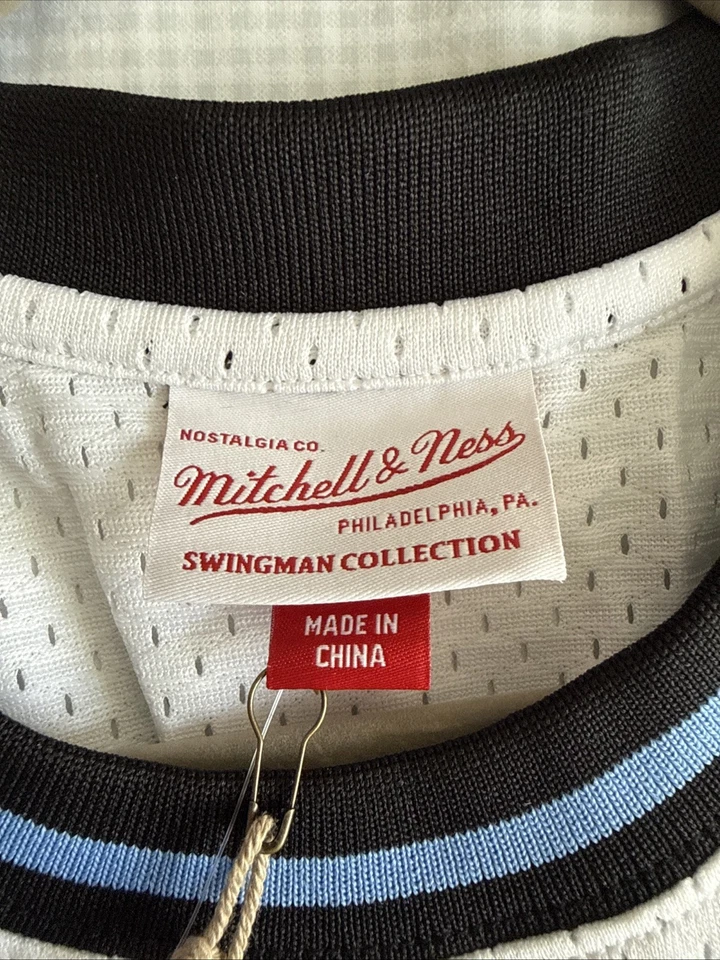 NOSTALGIA CO.
Mitchell & Ness
PHILADELPHIA, PA.
SWINGMAN COLLECTION
MADE IN
CHINA